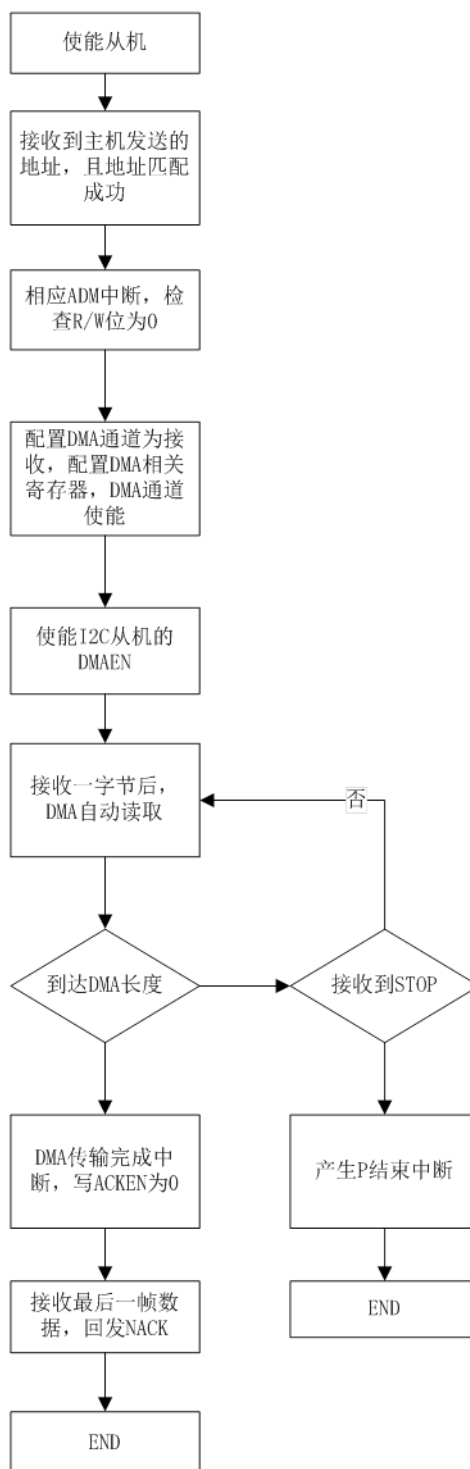 使能从机
接收到主机发送的
地址，且地址匹配
成功
相应ADM中断，检
查R/W位为0
配置DMA通道为接
收，配置DMA相关
寄存器，DMA通道
使能
使能I2C从机的
DMAEN
接收一字节后，
DMA自动读取
否
到达DMA长度
接收到STOP
DMA传输完成中
断，写ACKEN为0
产生P结束中断
接收最后一帧数
据，回发NACK
END
END